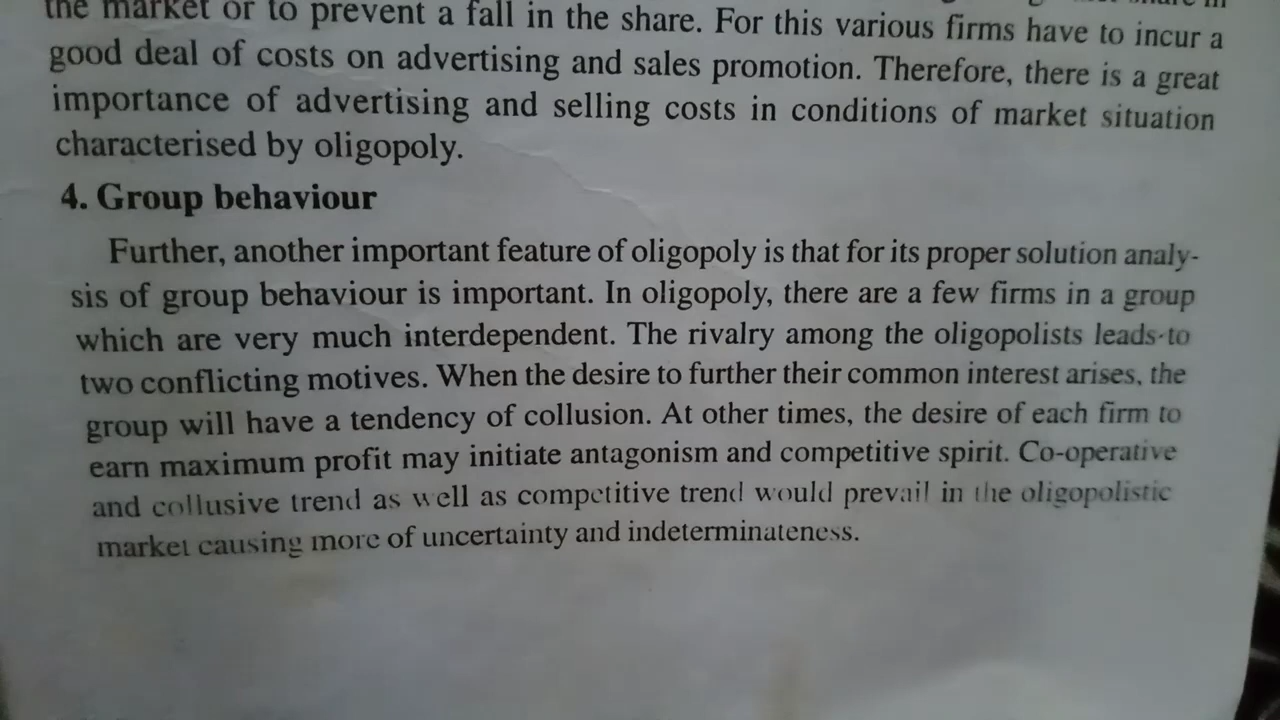 the market or to prevent a fall in the share. For this various firms have to incur a
good deal of costs on advertising and sales promotion. Therefore, there is a great
importance of advertising and selling costs in conditions of market situation
characterised by oligopoly.
4. Group behaviour
Further, another important feature of oligopoly is that for its proper solution analy-
sis of group behaviour is important. In oligopoly, there are a few firms in a group
which are very much interdependent. The rivalry among the oligopolists leads to
two conflicting motives. When the desire to further their common interest arises, the
group will have a tendency of collusion. At other times, the desire of each firm to
earn maximum profit may initiate antagonism and competitive spirit. Co-operative
and collusive trend as well as competitive trend would prevail in the oligopolistic
market causing more of uncertainty and indeterminateness.